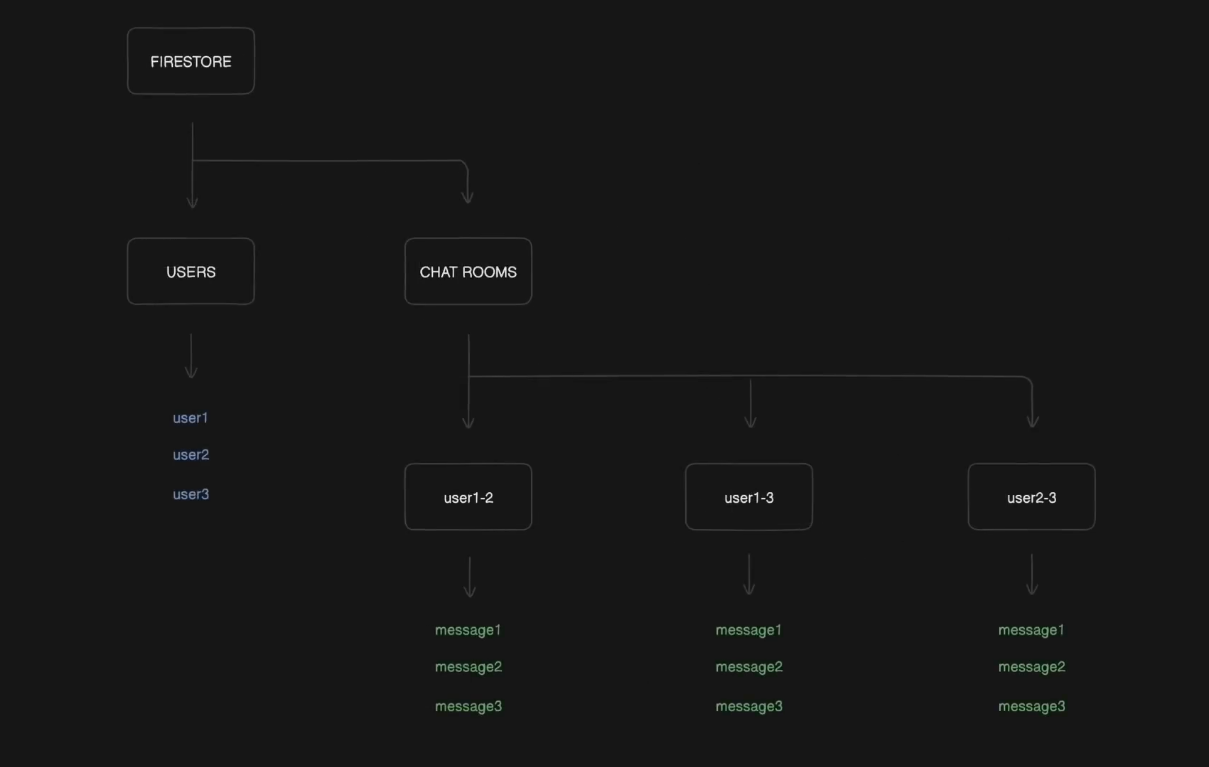 FIRESTORE
USERS
CHAT ROOMS
user1
user2
user3
user1-2
user1-3
user2-3
message1
message2
message3
message1
message2
message3
message1
message2
message3